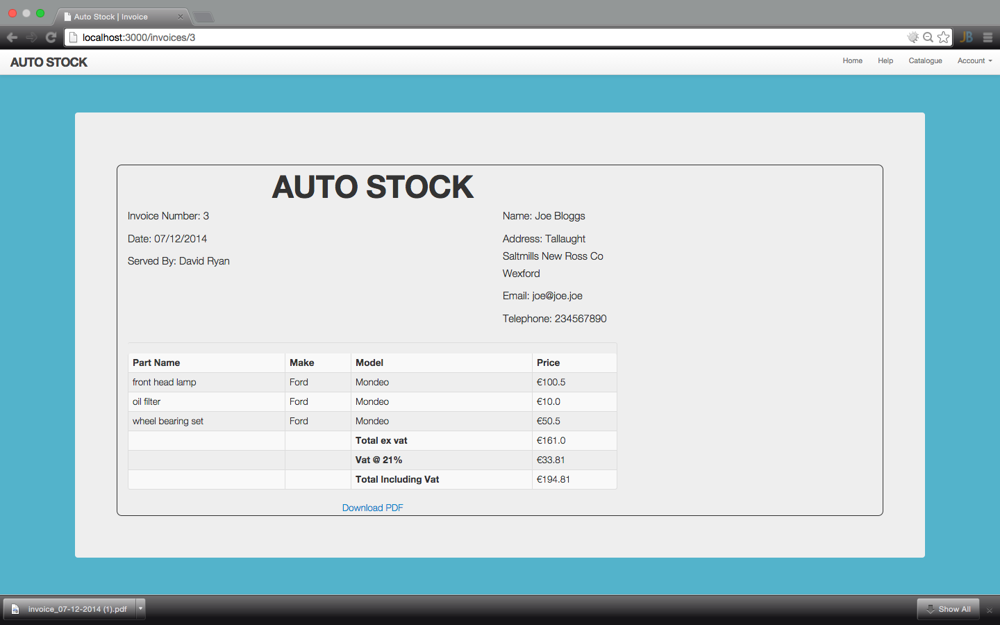 Auto Stock | Invoice
localhost:3000/invoices/3
JB
AUTO STOCK
Home Help Catalogue Account
AUTO STOCK
Invoice Number: 3
Date: 07/12/2014
Served By: David Ryan
Name: Joe Bloggs
Address: Tallaught
Saltmills New Ross Co
Wexford
Email: joe@joe.joe
Telephone: 234567890
Part Name Make Model Price
front head lamp Ford Mondeo €100.5
oil filter Ford Mondeo €10.0
wheel bearing set Ford Mondeo €50.5
Total ex vat €161.0
Vat @ 21% €33.81
Total Including Vat €194.81
Download PDF
invoice_07-12-2014 (1).pdf
Show All